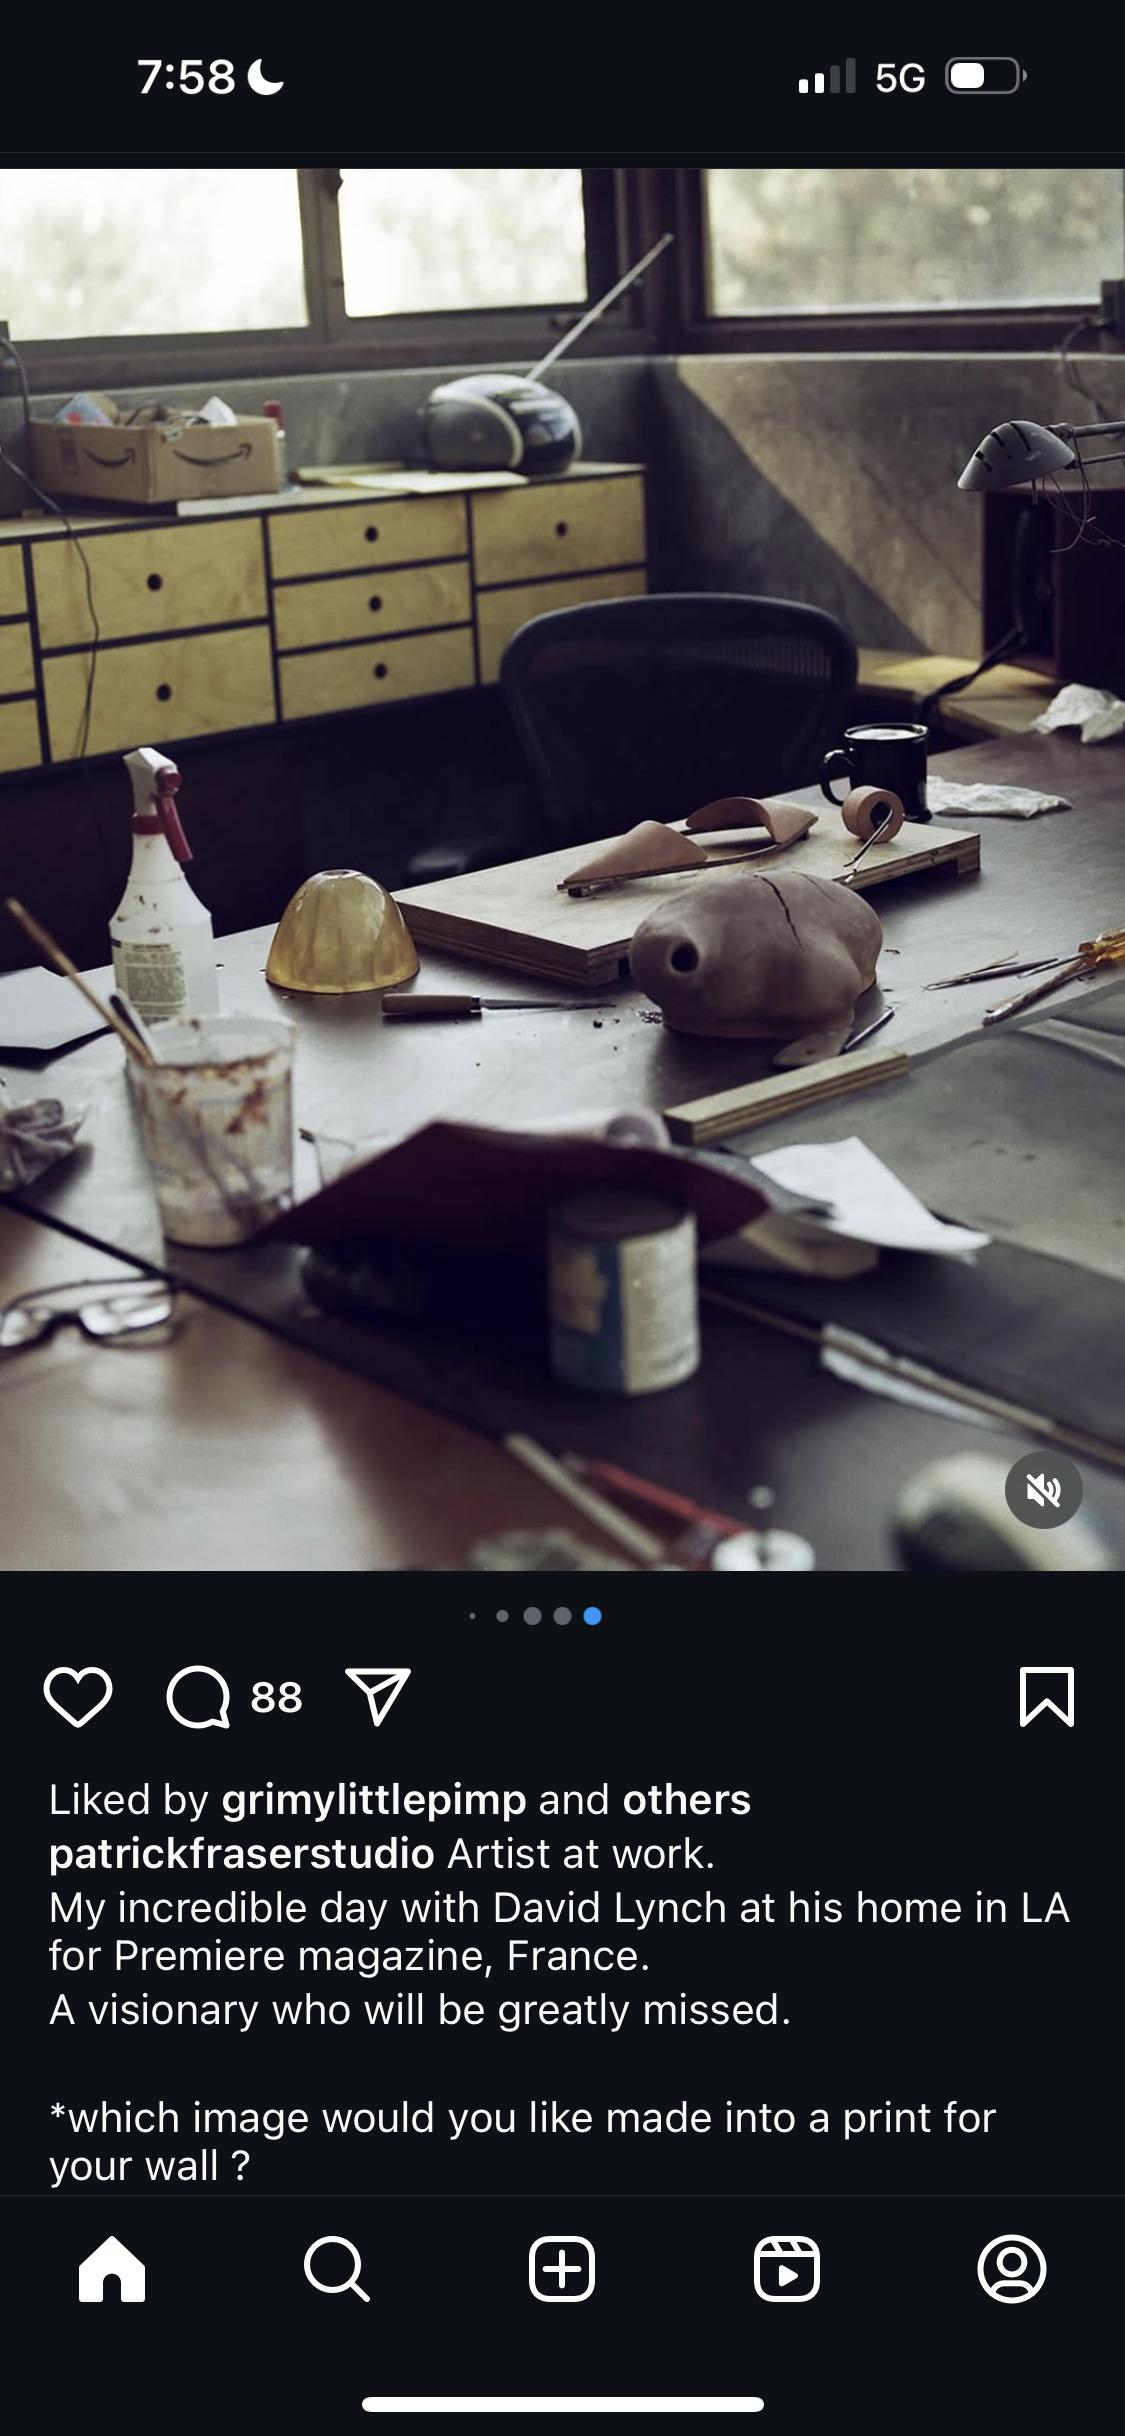 7:58
5G
88
Liked by grimylittlepimp and others
patrickfraserstudio Artist at work.
My incredible day with David Lynch at his home in LA
for Premiere magazine, France.
A visionary who will be greatly missed.
*which image would you like made into a print for
your wall ?